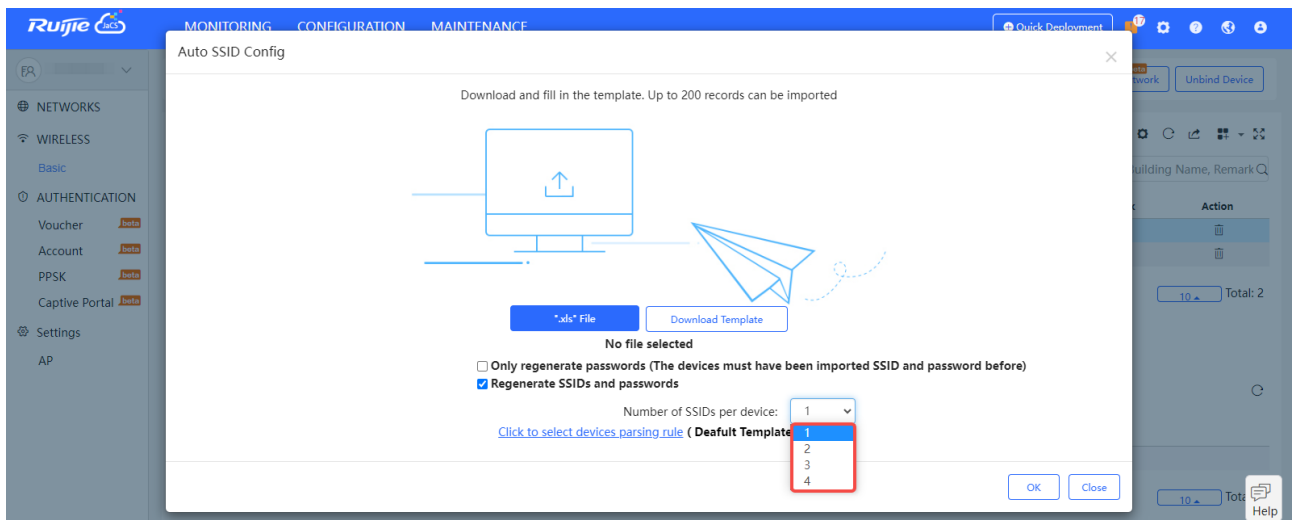 Ruijie JaCS MONITORING CONFIGURATION MAINTENANCE Quick Deployment 17
Auto SSID Config
Unbind Device
Download and fill in the template. Up to 200 records can be imported
NETWORKS
WIRELESS
Basic
Building Name, Remark
AUTHENTICATION
Action
Voucher beta
Account beta
PPSK beta
Captive Portal beta
10 Total: 2
Settings
AP
".xls" File Download Template
No file selected
Only regenerate passwords (The devices must have been imported SSID and password before)
Regenerate SSIDs and passwords
Number of SSIDs per device: 1
Click to select devices parsing rule ( Deafult Template
1
2
3
4
OK Close
10
Help